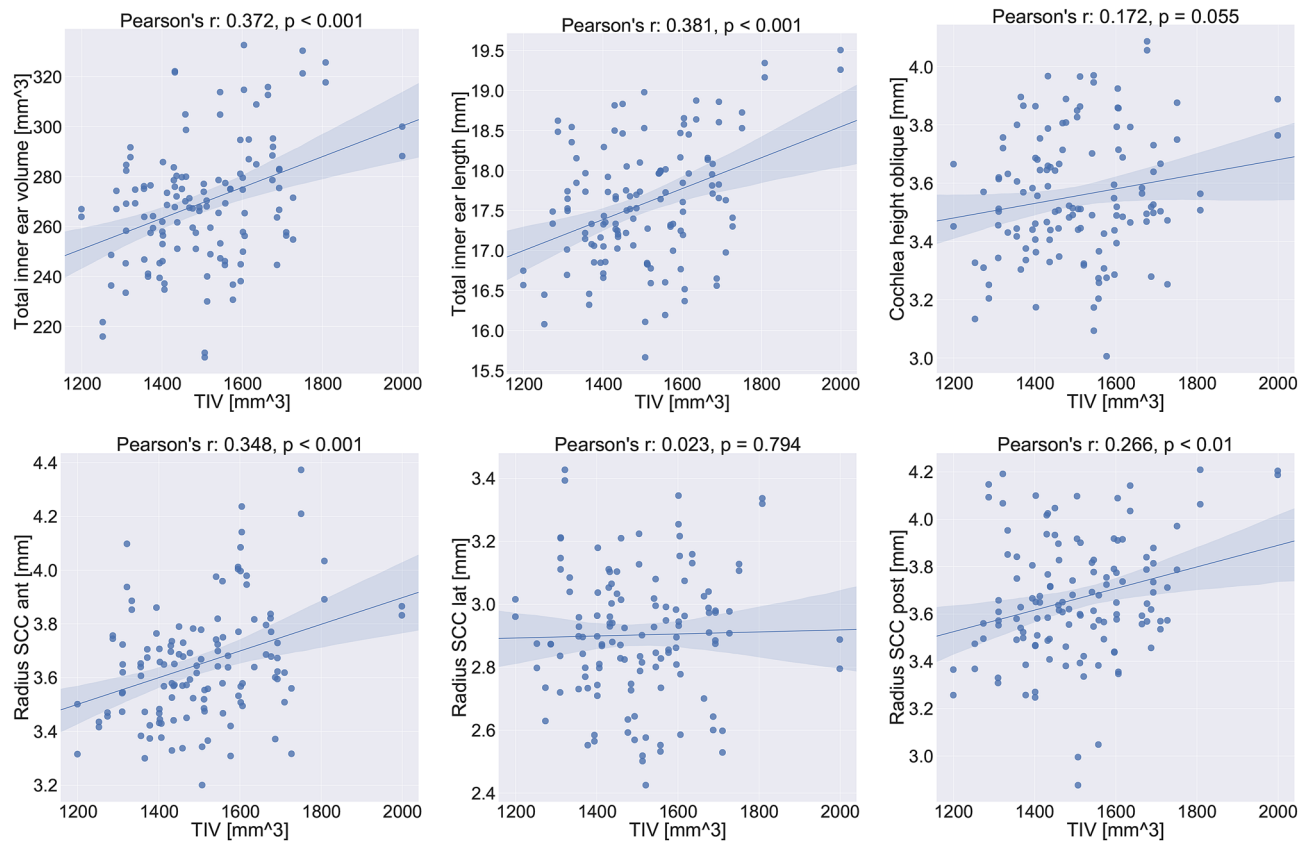 Pearson's r: 0.372, p < 0.001
Total inner ear volume [mm^3]
320
300
280
260
240
220
1200 1400 1600 1800 2000
TIV [mm^3]
Pearson's r: 0.381, p < 0.001
Total inner ear length [mm]
19.5
19.0
18.5
18.0
17.5
17.0
16.5
16.0
15.5
1200 1400 1600 1800 2000
TIV [mm^3]
Pearson's r: 0.172, p = 0.055
Cochlea height oblique [mm]
4.0
3.8
3.6
3.4
3.2
3.0
1200 1400 1600 1800 2000
TIV [mm^3]
Pearson's r: 0.348, p < 0.001
Radius SCC ant [mm]
4.4
4.2
4.0
3.8
3.6
3.4
3.2
1200 1400 1600 1800 2000
TIV [mm^3]
Pearson's r: 0.023, p = 0.794
Radius SCC lat [mm]
3.4
3.2
3.0
2.8
2.6
2.4
1200 1400 1600 1800 2000
TIV [mm^3]
Pearson's r: 0.266, p < 0.01
Radius SCC post [mm]
4.2
4.0
3.8
3.6
3.4
3.2
3.0
1200 1400 1600 1800 2000
TIV [mm^3]